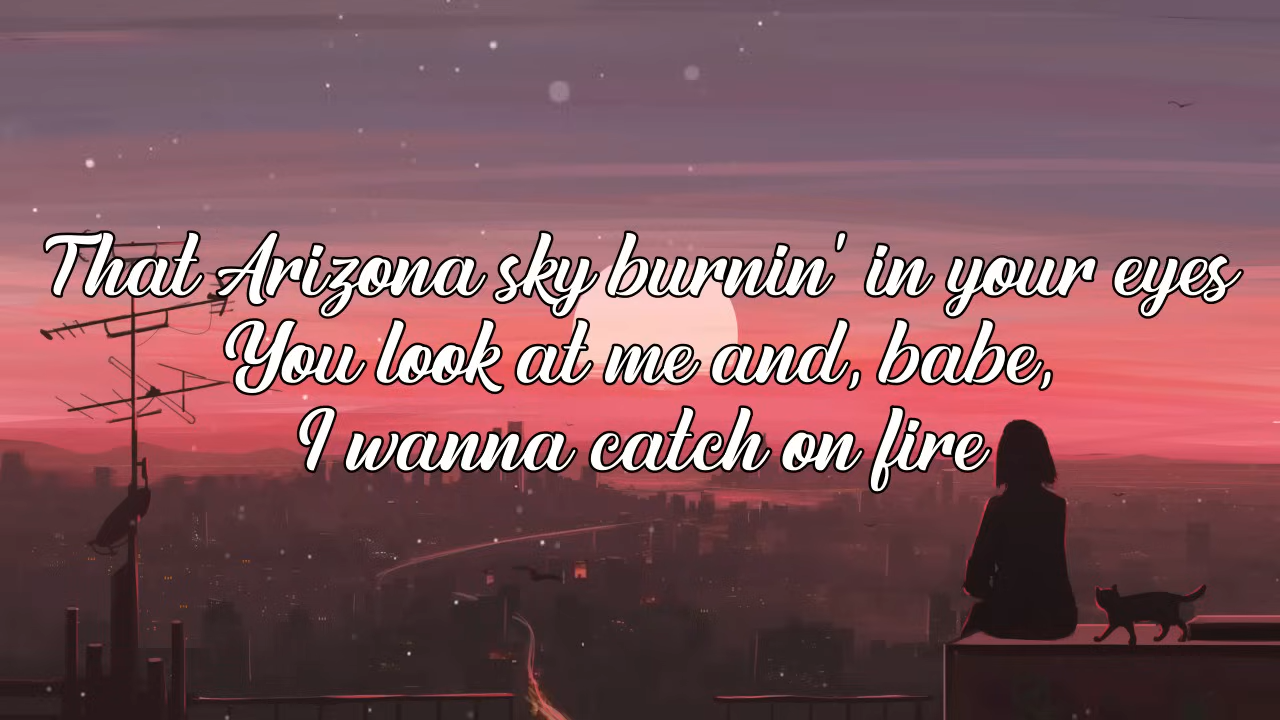 That Arizona sky burnin' in your eyes
You look at me and, babe,
I wanna catch on fire